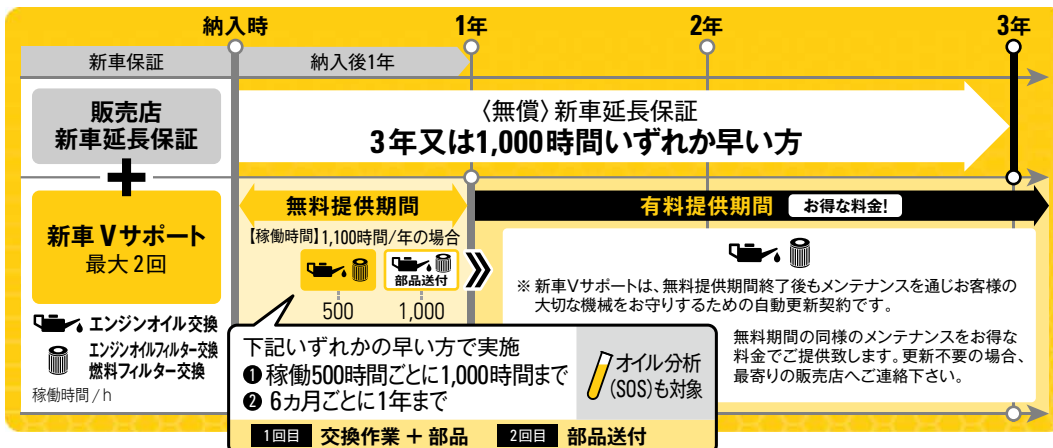 納入時
1年
2年
3年
新車保証
納入後1年
販売店
新車延長保証
〈無償〉新車延長保証
3年又は1,000時間いずれか早い方
新車Vサポート
最大2回
無料提供期間
有料提供期間 お得な料金!
【稼働時間】1,100時間/年の場合
部品送付
500 1,000
※ 新車Vサポートは、無料提供期間終了後もメンテナンスを通じお客様の
大切な機械をお守りするための自動更新契約です。
無料期間の同様のメンテナンスをお得な
料金でご提供致します。更新不要の場合、
最寄りの販売店へご連絡下さい。
エンジンオイル交換
エンジンオイルフィルター交換
燃料フィルター交換
稼働時間/h
下記いずれかの早い方で実施
❶ 稼働500時間ごとに1,000時間まで
❷ 6ヵ月ごとに1年まで
オイル分析
(SOS)も対象
1回目 交換作業 + 部品 2回目 部品送付